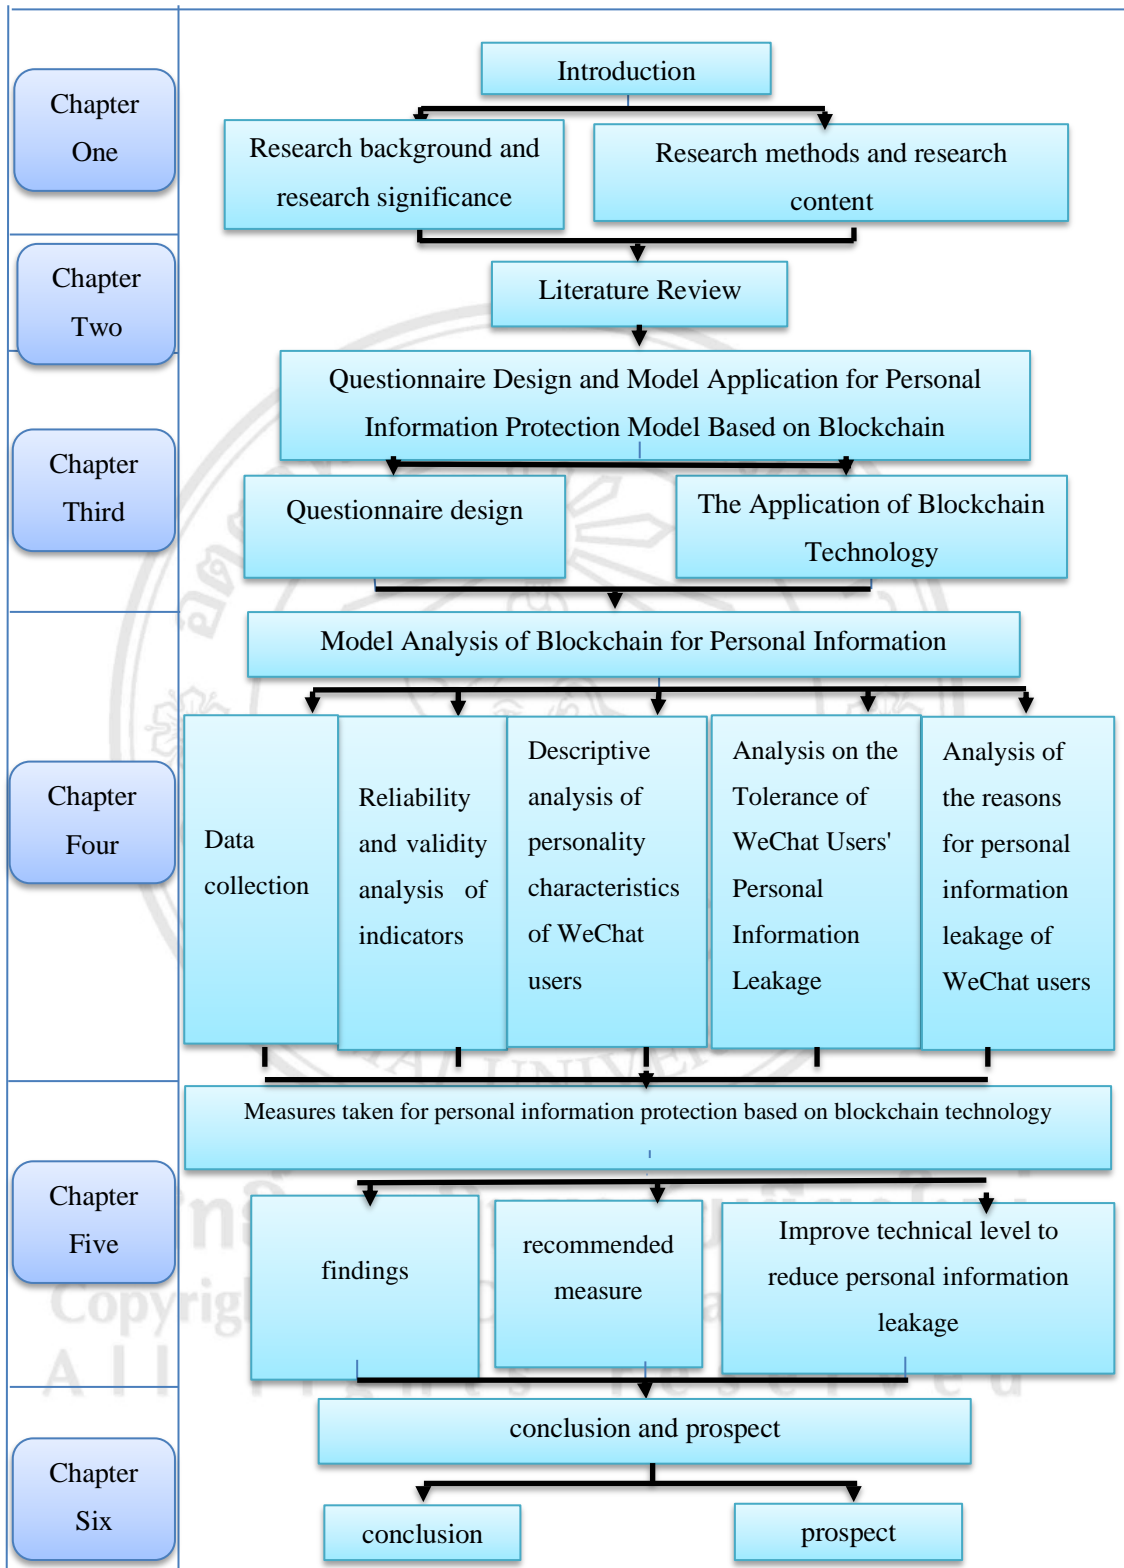 Chapter
One
Introduction
Research background and
research significance
Research methods and research
content
Chapter
Two
Literature Review
Chapter
Third
Questionnaire Design and Model Application for Personal
Information Protection Model Based on Blockchain
Questionnaire design
The Application of Blockchain
Technology
Chapter
Four
Model Analysis of Blockchain for Personal Information
Data
collection
Reliability
and validity
analysis of
indicators
Descriptive
analysis of
personality
characteristics
of WeChat
users
Analysis on the
Tolerance of
WeChat Users'
Personal
Information
Leakage
Analysis of
the reasons
for personal
information
leakage of
WeChat users
Chapter
Five
Measures taken for personal information protection based on blockchain technology
findings
recommended
measure
Improve technical level to
reduce personal information
leakage
Chapter
Six
conclusion and prospect
conclusion
prospect
All rights reserved